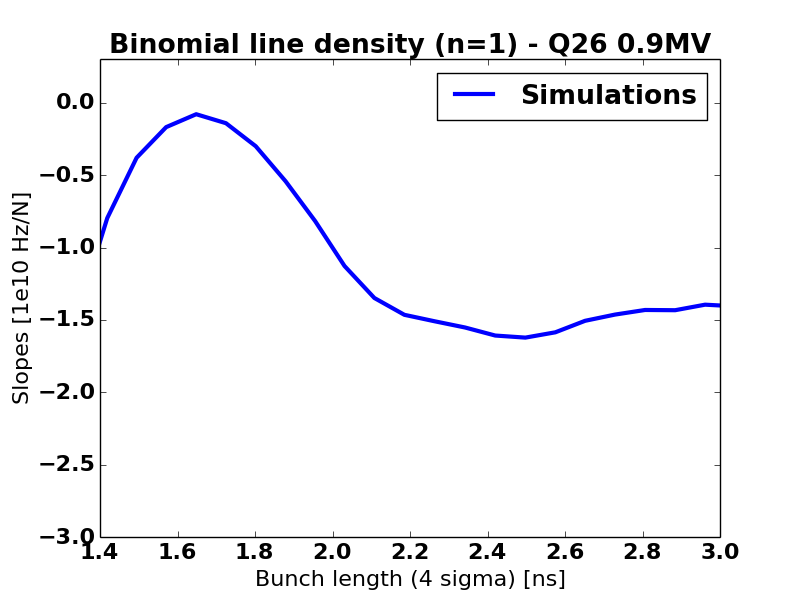 Binomial line density (n=1) - Q26 0.9MV
Simulations
0.0
−0.5
−1.0
−1.5
−2.0
−2.5
−3.0
Slopes [1e10 Hz/N]
1.4 1.6 1.8 2.0 2.2 2.4 2.6 2.8 3.0
Bunch length (4 sigma) [ns]